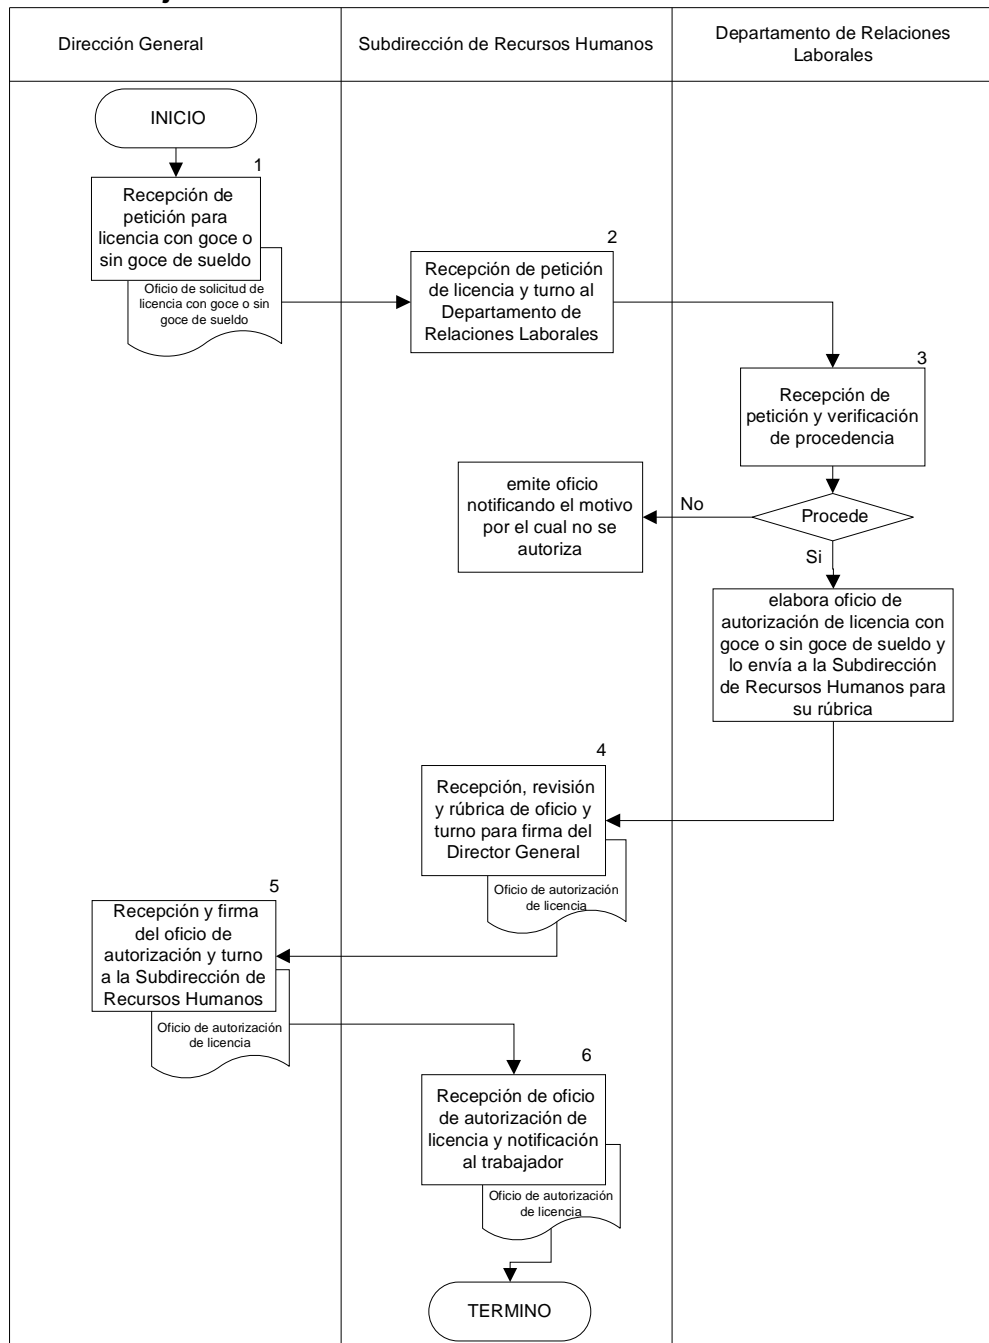 Dirección General
Subdirección de Recursos Humanos
Departamento de Relaciones
Laborales
INICIO
1
Recepción de
petición para
licencia con goce o
sin goce de sueldo
Oficio de solicitud de
licencia con goce o sin
goce de sueldo
2
Recepción de petición
de licencia y turno al
Departamento de
Relaciones Laborales
3
Recepción de
petición y verificación
de procedencia
Procede
No
emite oficio
notificando el motivo
por el cual no se
autoriza
Si
elabora oficio de
autorización de licencia con
goce o sin goce de sueldo y
lo envía a la Subdirección
de Recursos Humanos para
su rúbrica
4
Recepción, revisión
y rúbrica de oficio y
turno para firma del
Director General
Oficio de autorización
de licencia
5
Recepción y firma
del oficio de
autorización y turno
a la Subdirección de
Recursos Humanos
Oficio de autorización
de licencia
6
Recepción de oficio
de autorización de
licencia y notificación
al trabajador
Oficio de autorización
de licencia
TERMINO